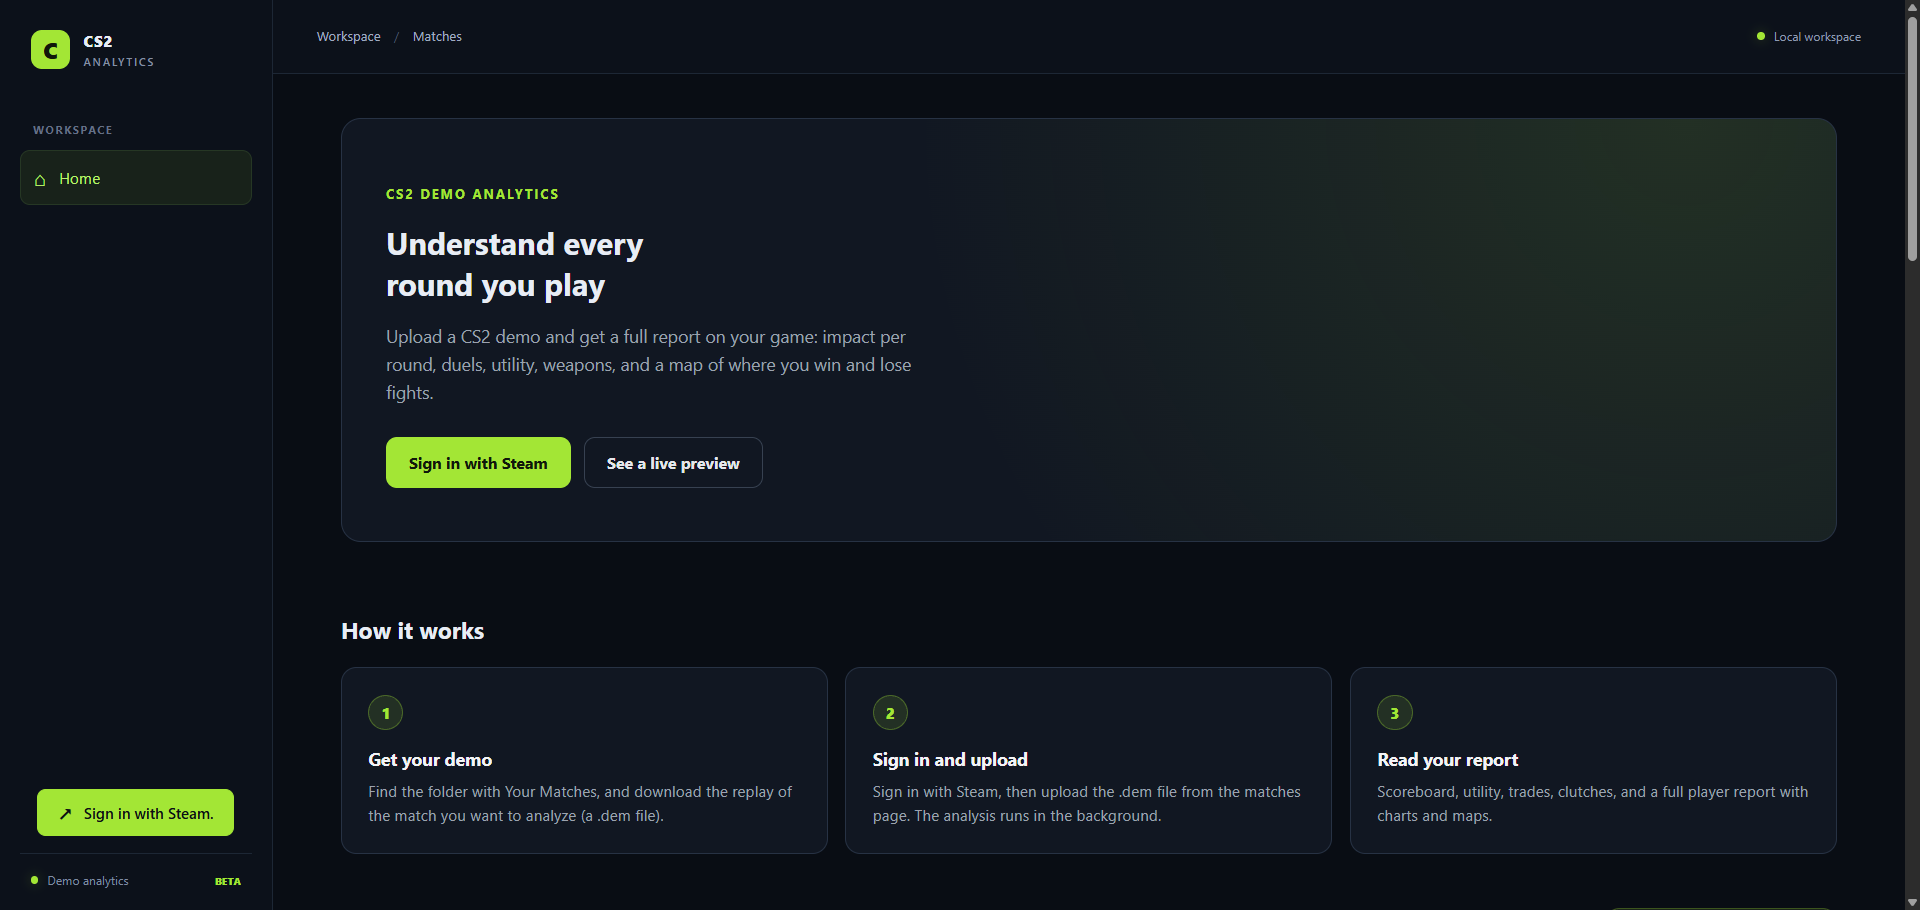 C
CS2
ANALYTICS
WORKSPACE
Home
Sign in with Steam.
Demo analytics
BETA
Workspace / Matches
Local workspace
CS2 DEMO ANALYTICS
Understand every
round you play
Upload a CS2 demo and get a full report on your game: impact per
round, duels, utility, weapons, and a map of where you win and lose
fights.
Sign in with Steam
See a live preview
How it works
1
Get your demo
Find the folder with Your Matches, and download the replay of
the match you want to analyze (a .dem file).
2
Sign in and upload
Sign in with Steam, then upload the .dem file from the matches
page. The analysis runs in the background.
3
Read your report
Scoreboard, utility, trades, clutches, and a full player report with
charts and maps.